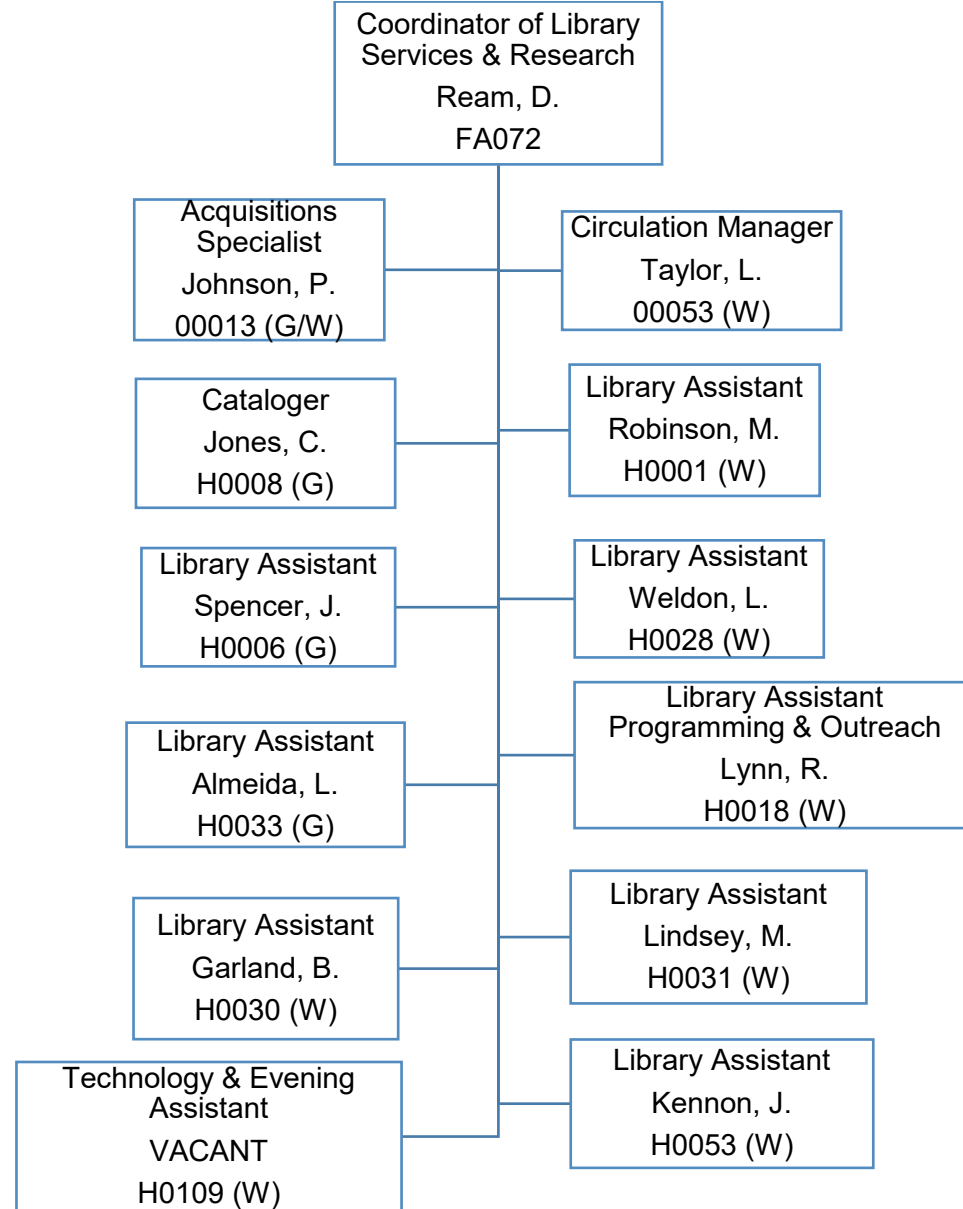 Coordinator of Library
Services & Research
Ream, D.
FA072
Acquisitions
Specialist
Johnson, P.
00013 (G/W)
Circulation Manager
Taylor, L.
00053 (W)
Cataloger
Jones, C.
H0008 (G)
Library Assistant
Robinson, M.
H0001 (W)
Library Assistant
Spencer, J.
H0006 (G)
Library Assistant
Weldon, L.
H0028 (W)
Library Assistant
Almeida, L.
H0033 (G)
Library Assistant
Programming & Outreach
Lynn, R.
H0018 (W)
Library Assistant
Garland, B.
H0030 (W)
Library Assistant
Lindsey, M.
H0031 (W)
Technology & Evening
Assistant
VACANT
H0109 (W)
Library Assistant
Kennon, J.
H0053 (W)